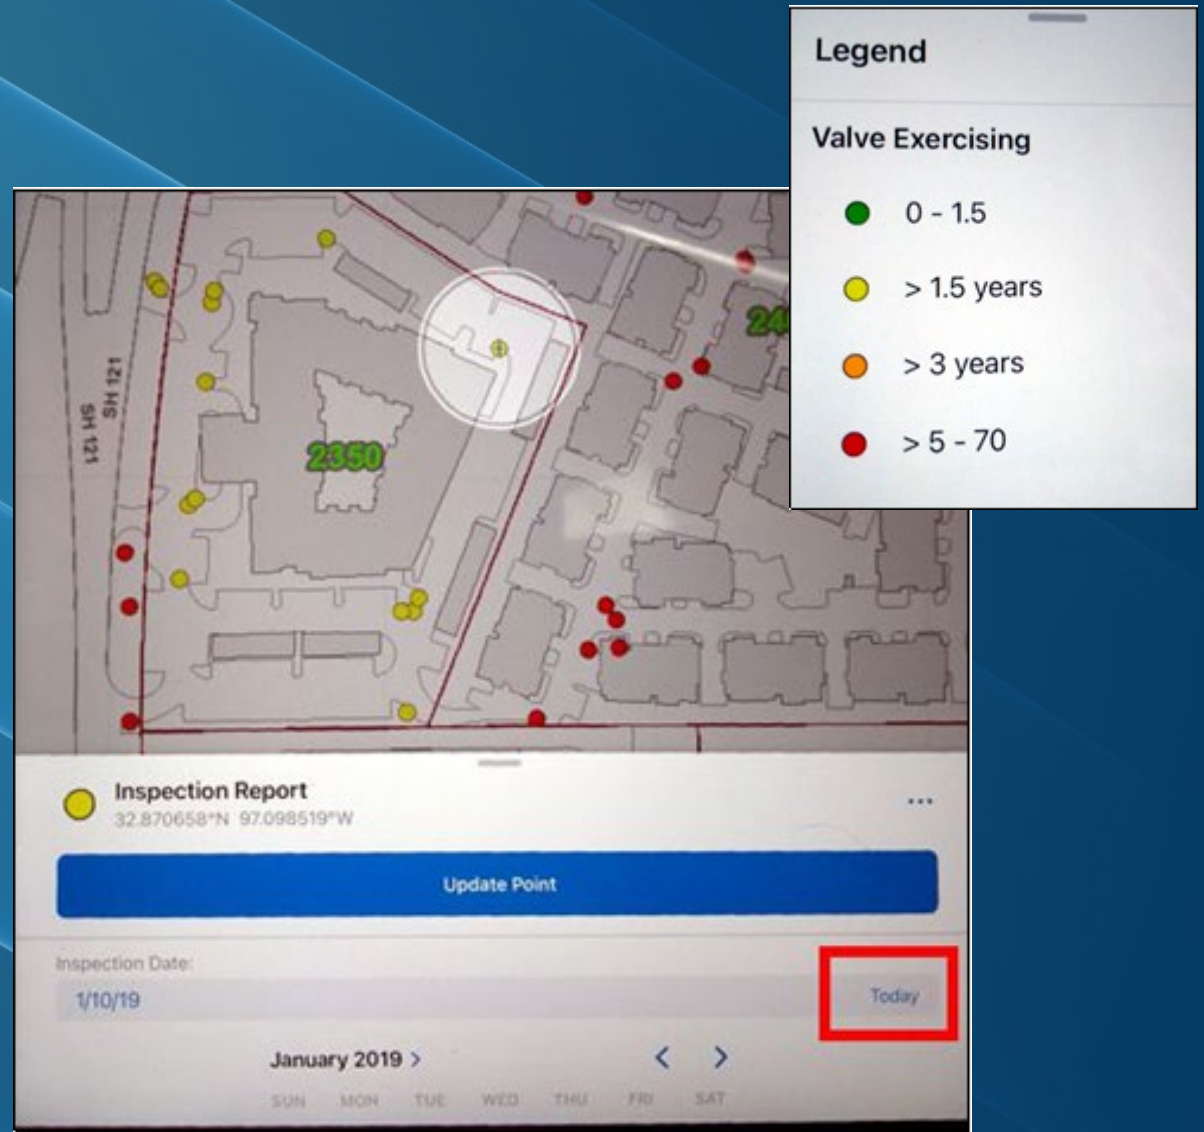 Legend
Valve Exercising
0 - 1.5
> 1.5 years
> 3 years
> 5 - 70
SH 121
SH 121
2350
Inspection Report
32.870658°N 97.098519°W
Update Point
Inspection Date:
1/10/19
Today
January 2019 >
SUN MON TUE WED THU FRI SAT